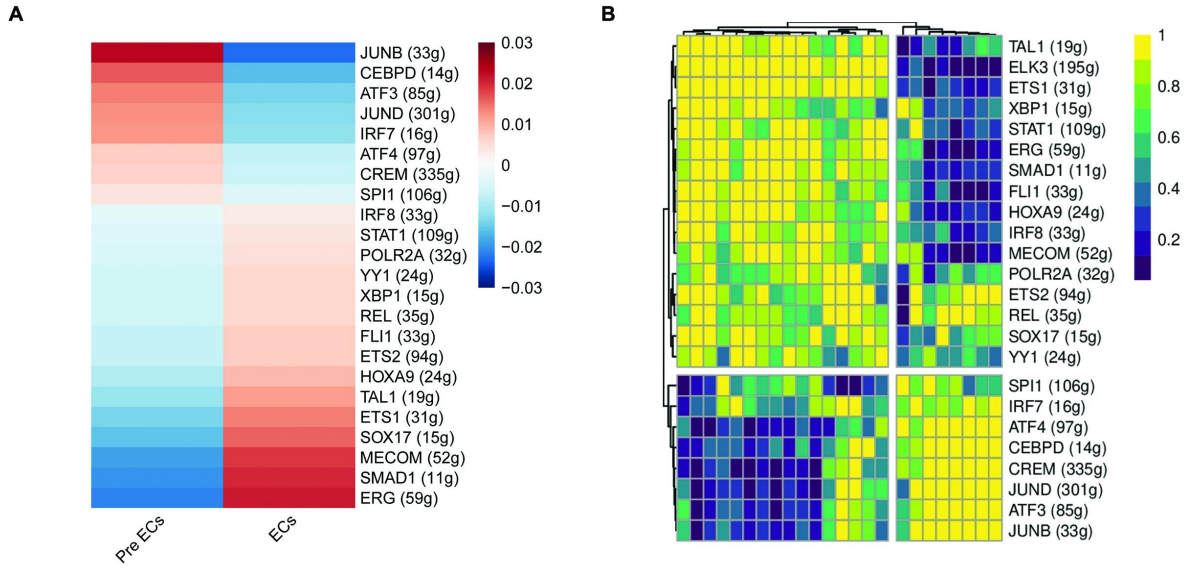 A
JUNB (33g)
CEBPD (14g)
ATF3 (85g)
JUND (301g)
IRF7 (16g)
ATF4 (97g)
CREM (335g)
SPI1 (106g)
IRF8 (33g)
STAT1 (109g)
POLR2A (32g)
YY1 (24g)
XBP1 (15g)
REL (35g)
FLI1 (33g)
ETS2 (94g)
HOXA9 (24g)
TAL1 (19g)
ETS1 (31g)
SOX17 (15g)
MECOM (52g)
SMAD1 (11g)
ERG (59g)
Pre ECs
ECs
0.03
0.02
0.01
0
−0.01
−0.02
−0.03
B
TAL1 (19g)
ELK3 (195g)
ETS1 (31g)
XBP1 (15g)
STAT1 (109g)
ERG (59g)
SMAD1 (11g)
FLI1 (33g)
HOXA9 (24g)
IRF8 (33g)
MECOM (52g)
POLR2A (32g)
ETS2 (94g)
REL (35g)
SOX17 (15g)
YY1 (24g)
SPI1 (106g)
IRF7 (16g)
ATF4 (97g)
CEBPD (14g)
CREM (335g)
JUND (301g)
ATF3 (85g)
JUNB (33g)
1
0.8
0.6
0.4
0.2